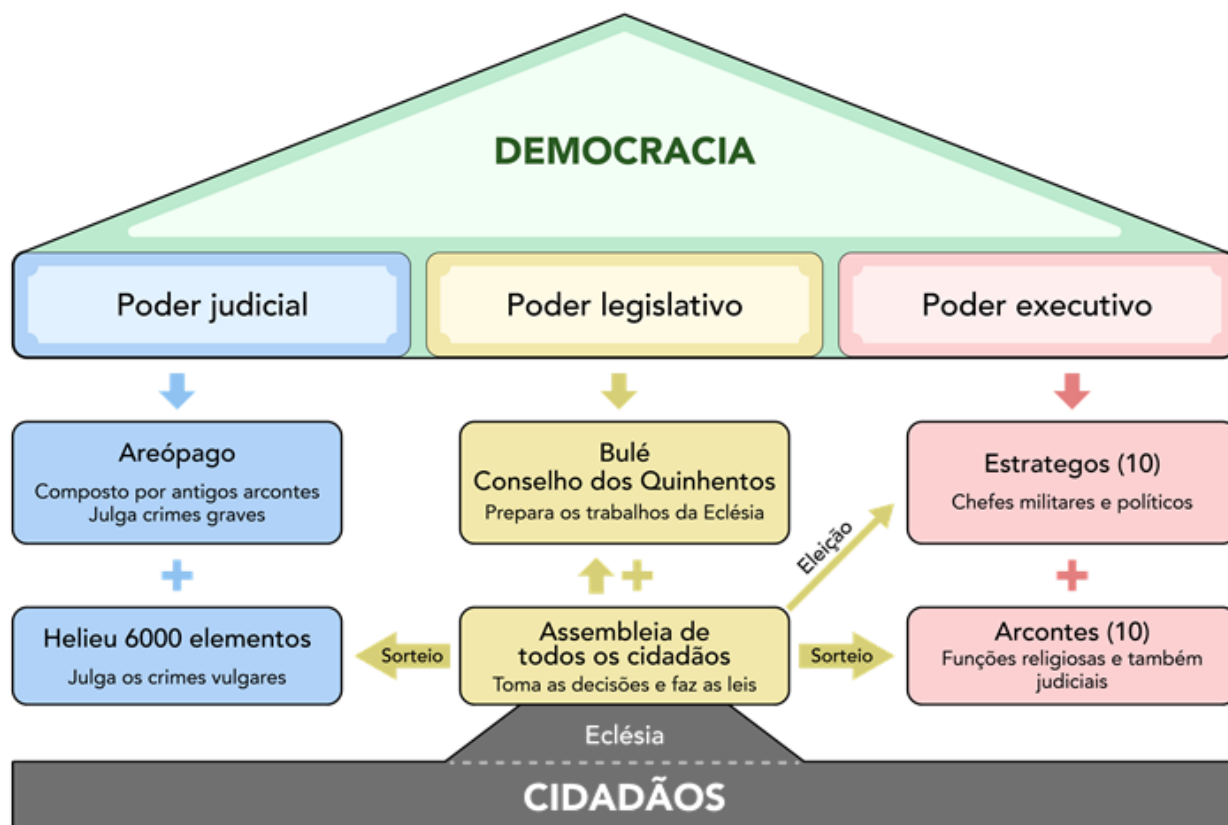 DEMOCRACIA
Poder judicial
Poder legislativo
Poder executivo
Areópago
Composto por antigos arcontes
Julga crimes graves
Bulé
Conselho dos Quinhentos
Prepara os trabalhos da Eclésia
Estrategos (10)
Chefes militares e políticos
Eleição
Helieu 6000 elementos
Julga os crimes vulgares
Sorteio
Assembleia de
todos os cidadãos
Toma as decisões e faz as leis
Sorteio
Arcontes (10)
Funções religiosas e também
judiciais
Eclésia
CIDADÃOS